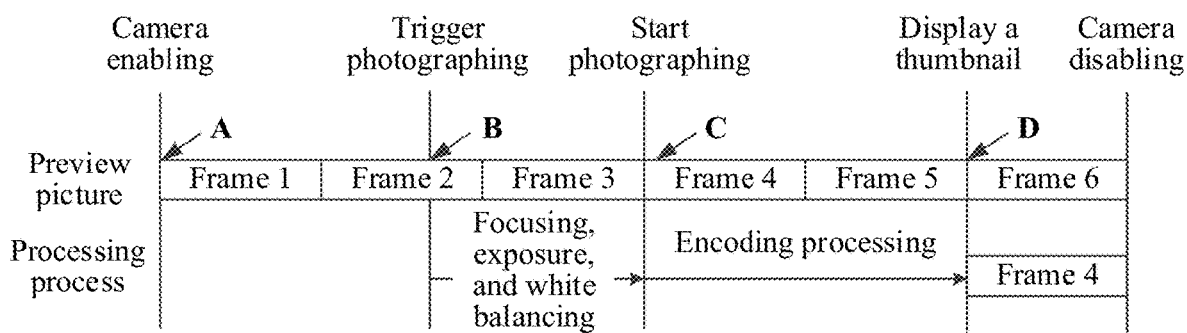 Camera
enabling
Trigger
photographing
Start
photographing
Display a
thumbnail
Camera
disabling
A
B
C
D
Preview
picture
Frame 1
Frame 2
Frame 3
Frame 4
Frame 5
Frame 6
Processing
process
Focusing,
exposure,
and white
balancing
Encoding processing
Frame 4